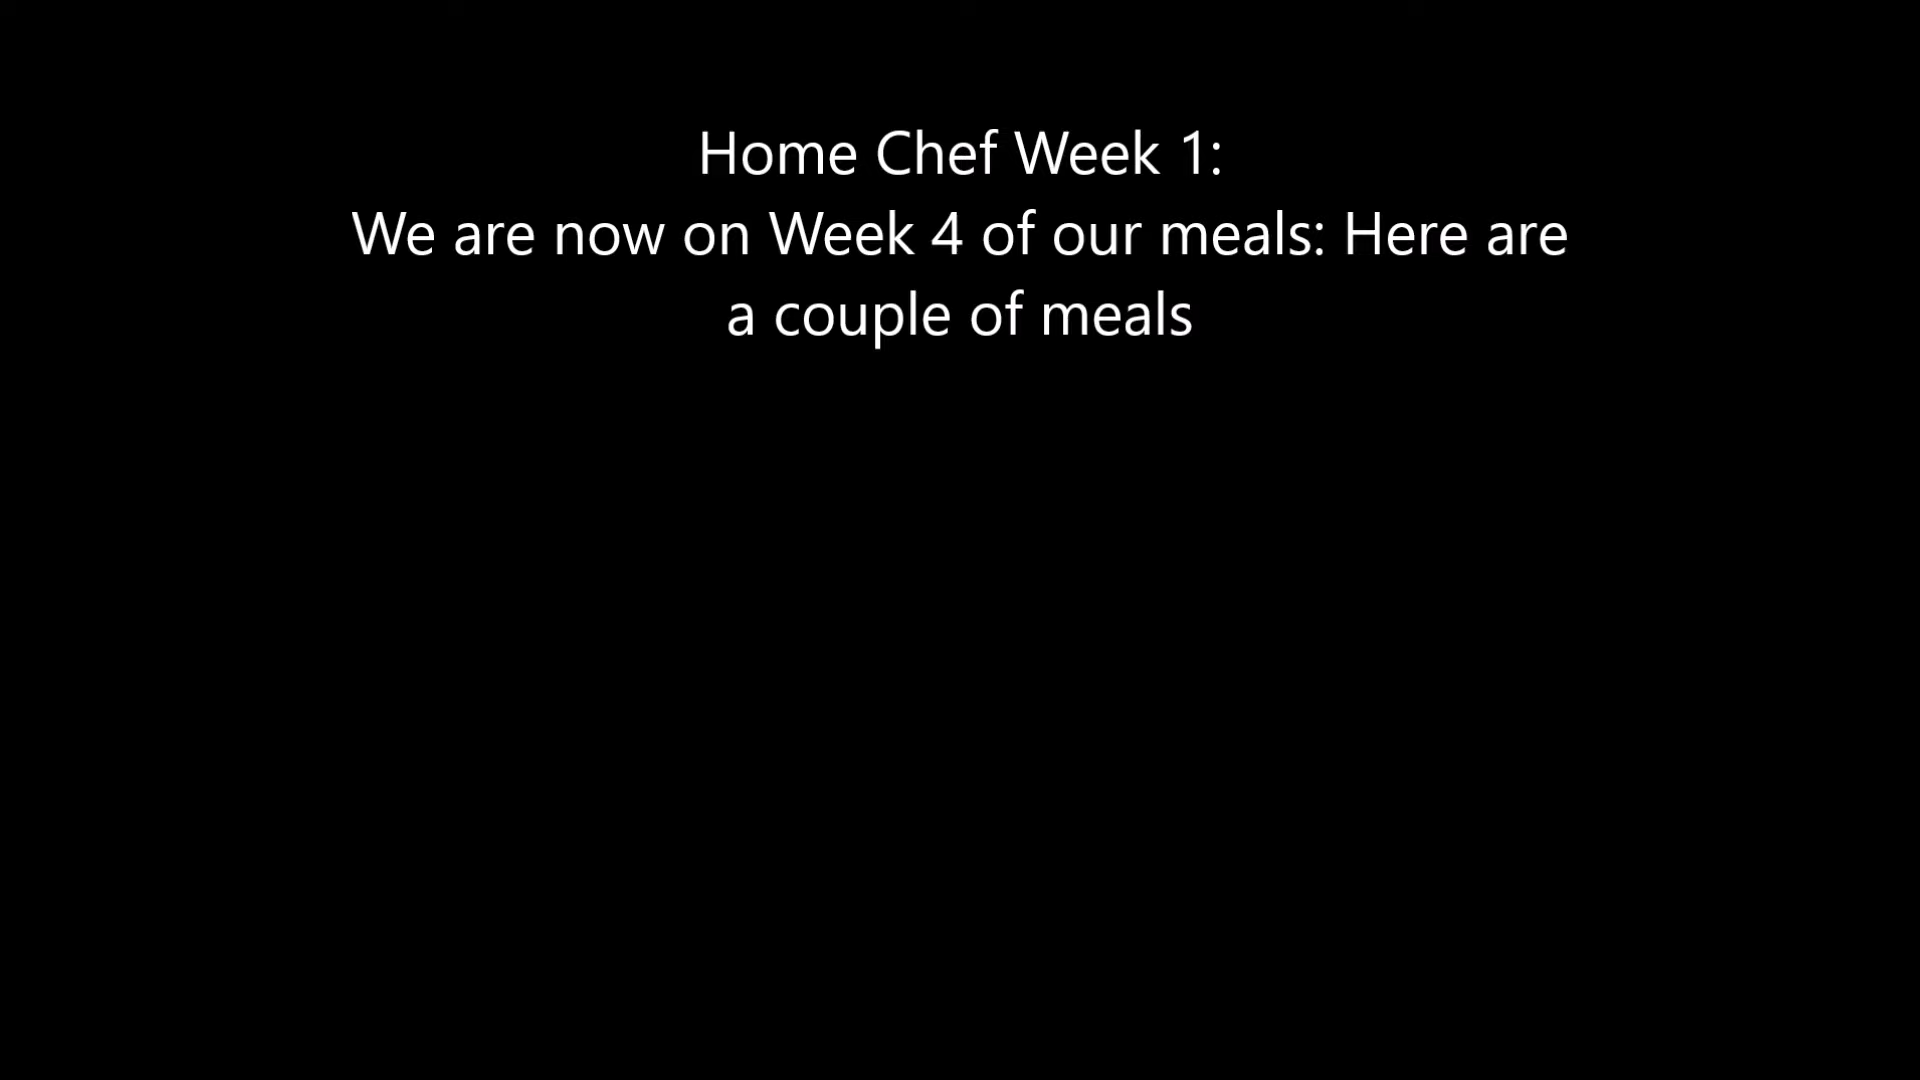 Home Chef Week 1:
We are now on Week 4 of our meals: Here are
a couple of meals